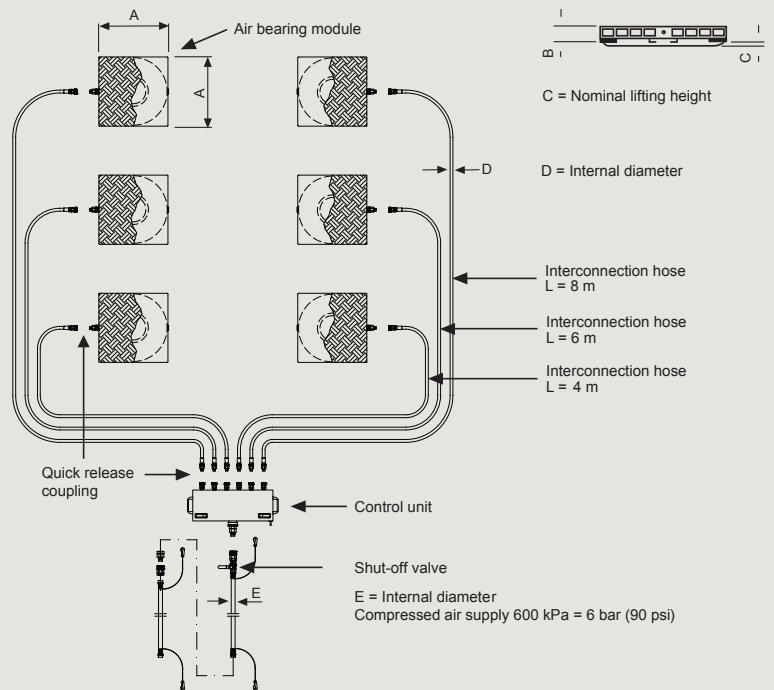 A
Air bearing module
A
B
C
C = Nominal lifting height
D
D = Internal diameter
Interconnection hose
L = 8 m
Interconnection hose
L = 6 m
Interconnection hose
L = 4 m
Quick release
coupling
Control unit
Shut-off valve
E
E = Internal diameter
Compressed air supply 600 kPa = 6 bar (90 psi)